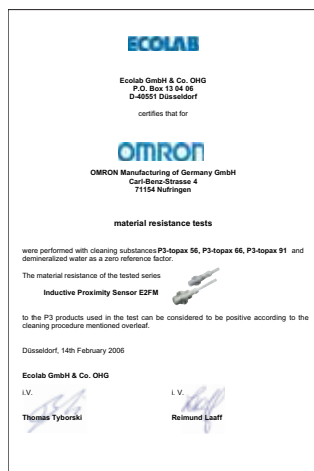 ECOLAB
Ecolab GmbH & Co. OHG
P.O. Box 13 04 06
D-40551 Düsseldorf
certifies that for
OMRON
OMRON Manufacturing of Germany GmbH
Carl-Benz-Strasse 4
71154 Nufringen
material resistance tests
were performed with cleaning substances P3-topax 56, P3-topax 66, P3-topax 91 and
demineralized water as a zero reference factor.
The material resistance of the tested series
Inductive Proximity Sensor E2FM
to the P3 products used in the test can be considered to be positive according to the
cleaning procedure mentioned overleaf.
Düsseldorf, 14th February 2006
Ecolab GmbH & Co. OHG
i.V. i. V.
Thomas Tyborski Reimund Laaff